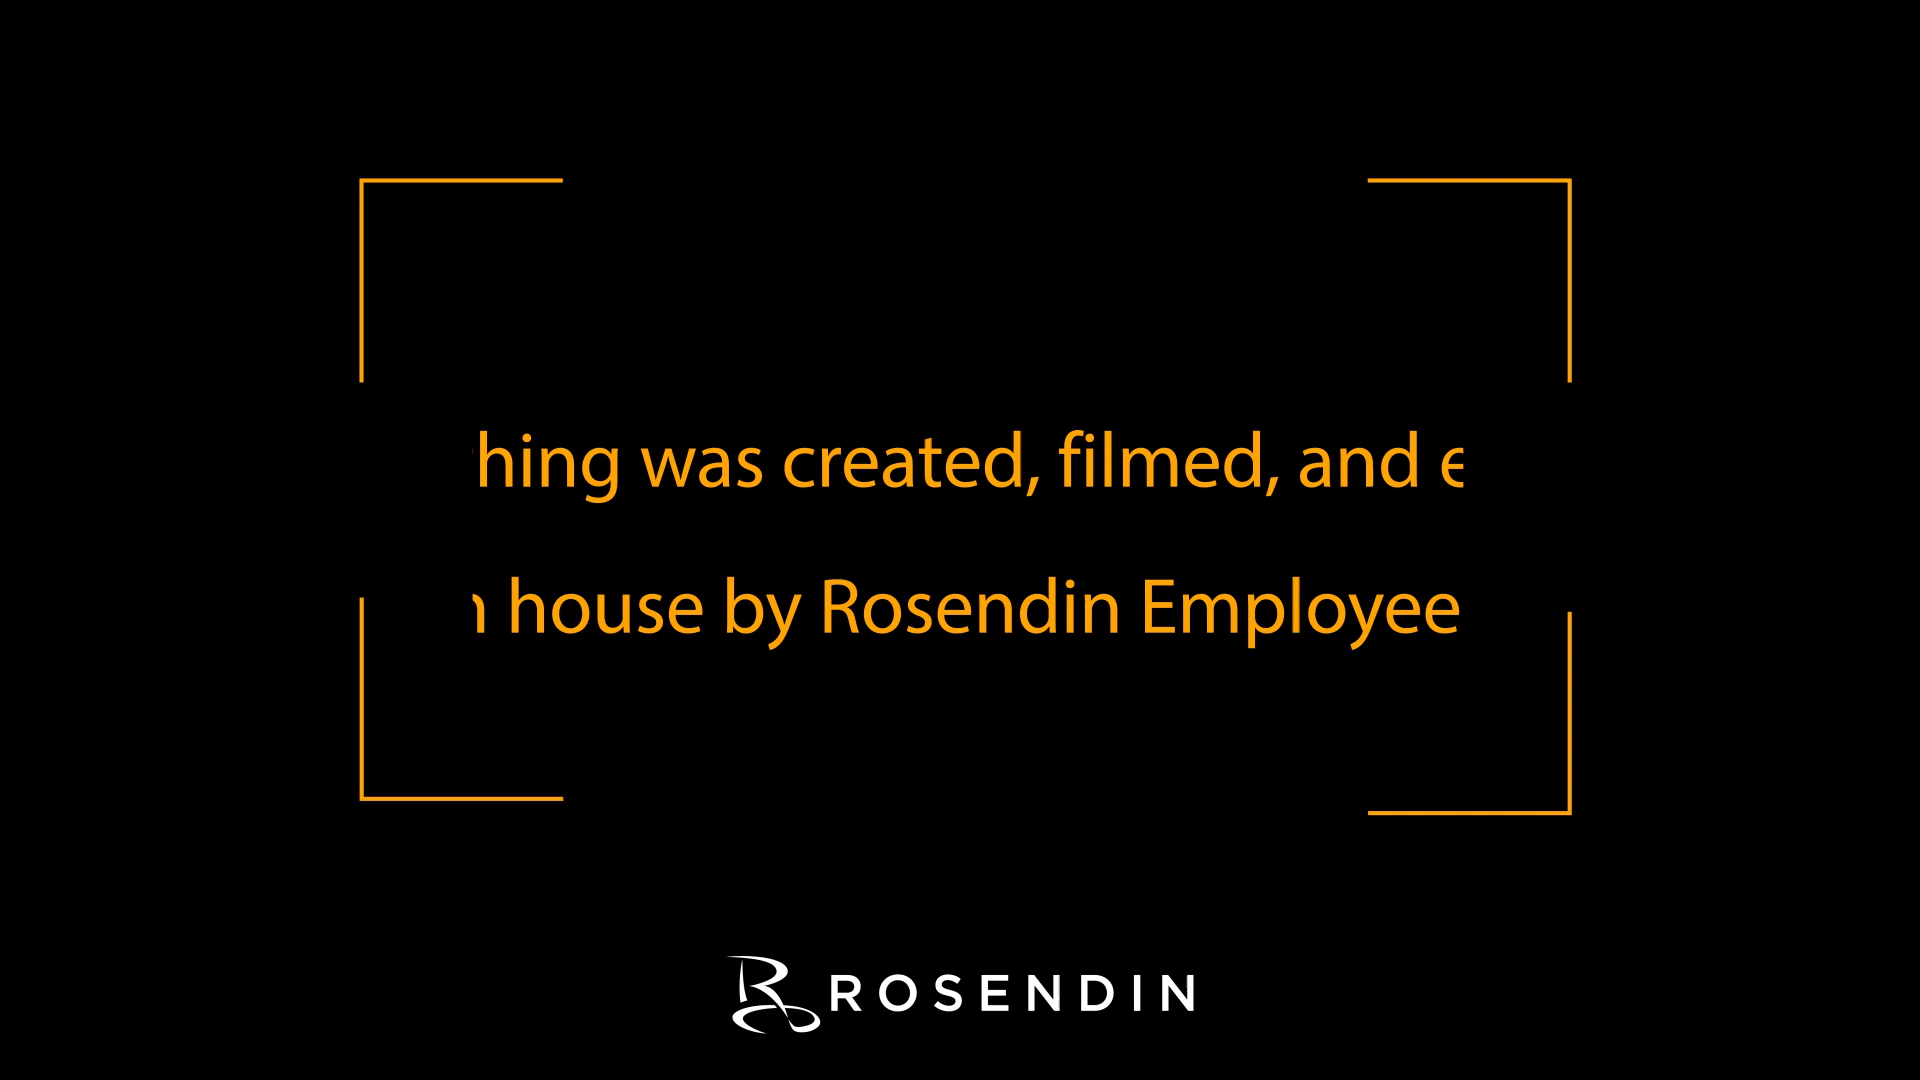 hing was created, filmed, and e
n house by Rosendin Employee
ROSENDIN